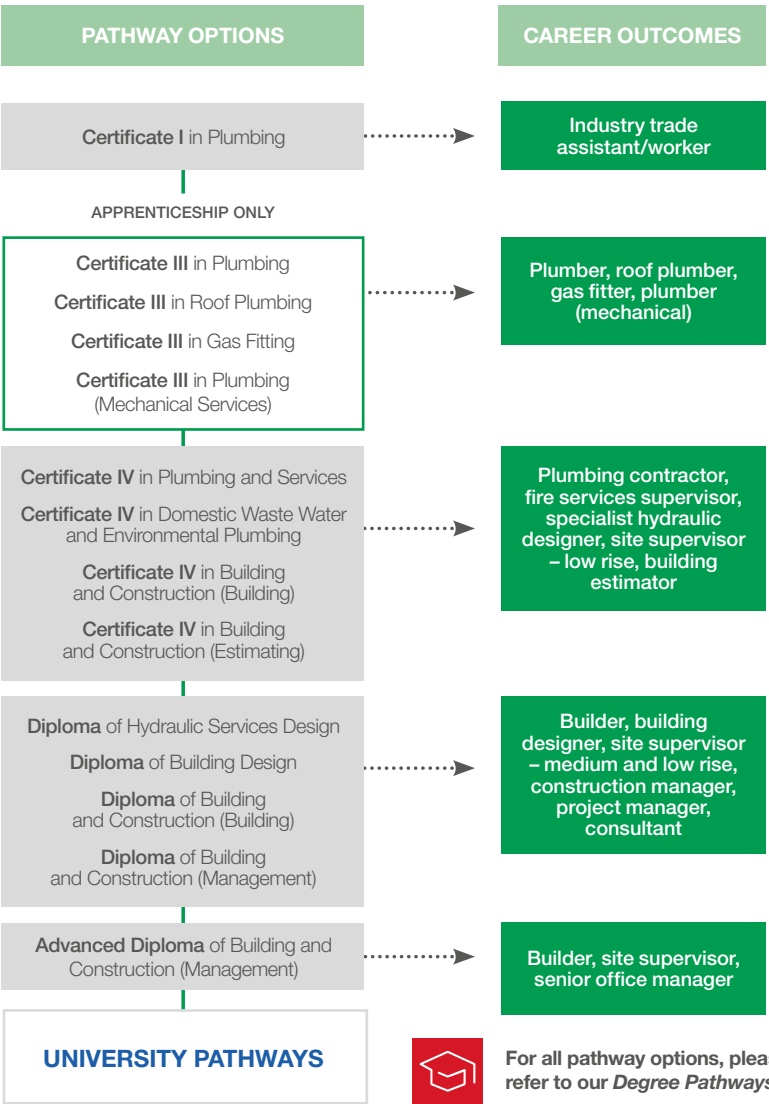 PATHWAY OPTIONS
CAREER OUTCOMES
Certificate I in Plumbing
Industry trade
assistant/worker
APPRENTICESHIP ONLY
Certificate III in Plumbing
Certificate III in Roof Plumbing
Certificate III in Gas Fitting
Certificate III in Plumbing
(Mechanical Services)
Plumber, roof plumber,
gas fitter, plumber
(mechanical)
Certificate IV in Plumbing and Services
Certificate IV in Domestic Waste Water
and Environmental Plumbing
Certificate IV in Building
and Construction (Building)
Certificate IV in Building
and Construction (Estimating)
Plumbing contractor,
fire services supervisor,
specialist hydraulic
designer, site supervisor
– low rise, building
estimator
Diploma of Hydraulic Services Design
Diploma of Building Design
Diploma of Building
and Construction (Building)
Diploma of Building
and Construction (Management)
Builder, building
designer, site supervisor
– medium and low rise,
construction manager,
project manager,
consultant
Advanced Diploma of Building and
Construction (Management)
Builder, site supervisor,
senior office manager
UNIVERSITY PATHWAYS
For all pathway options,
refer to our Degree Pathways